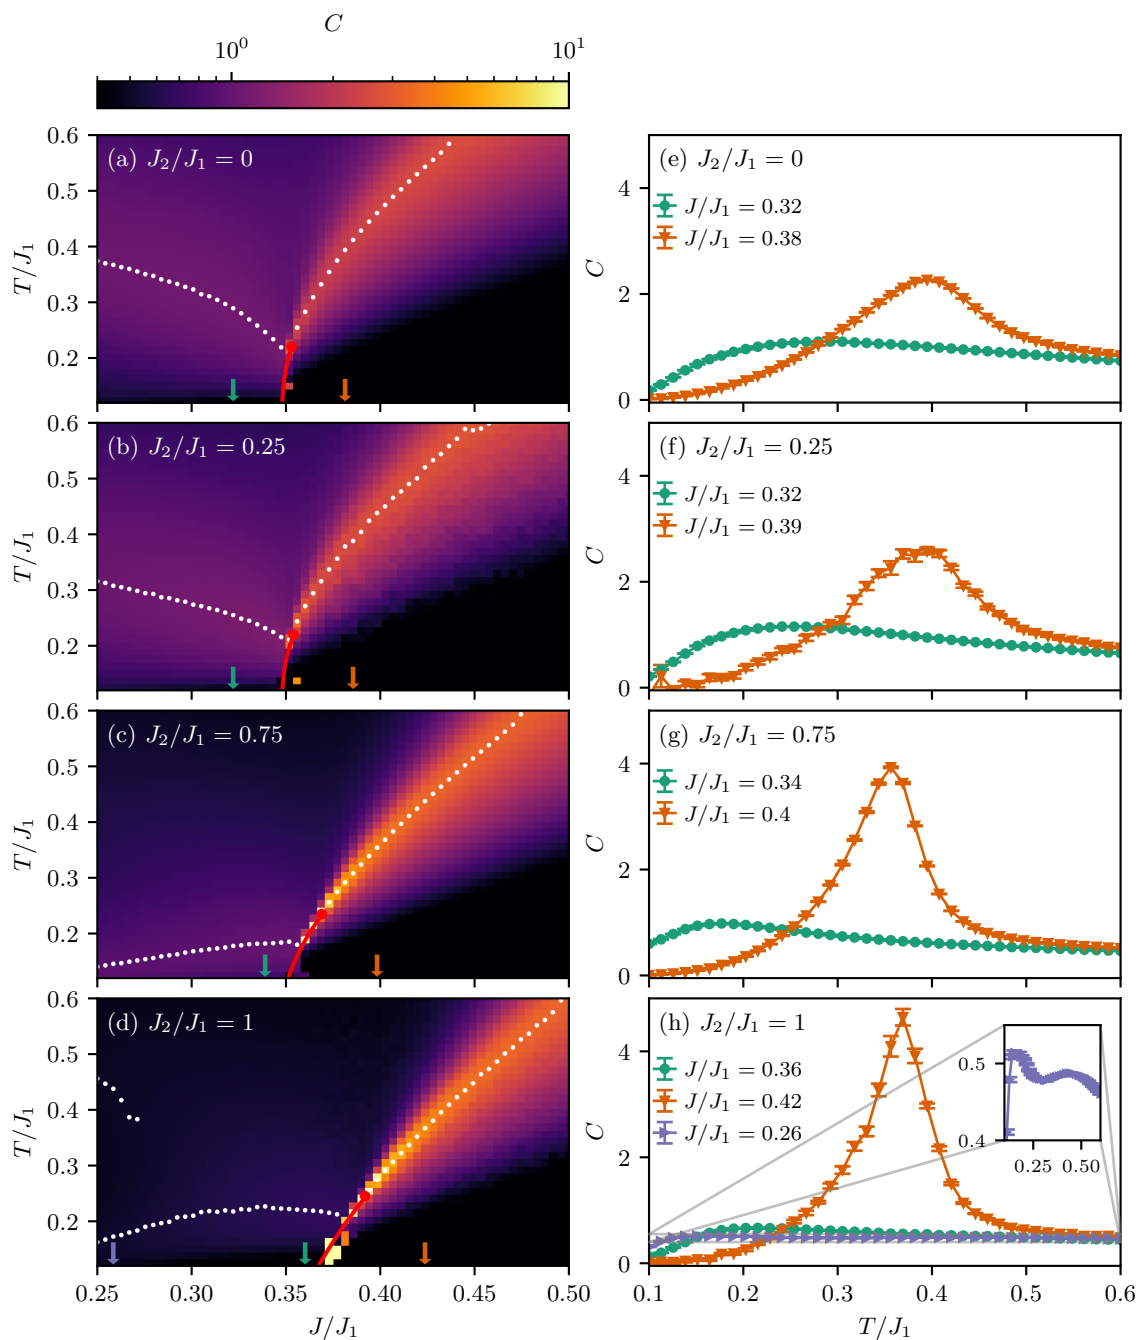 C
10^0
10^1
(a) J_2/J_1 = 0
0.6
0.5
0.4
0.3
0.2
T/J_1
(b) J_2/J_1 = 0.25
0.6
0.5
0.4
0.3
0.2
T/J_1
(c) J_2/J_1 = 0.75
0.6
0.5
0.4
0.3
0.2
T/J_1
(d) J_2/J_1 = 1
0.6
0.5
0.4
0.3
0.2
T/J_1
0.25
0.30
0.35
0.40
0.45
0.50
J/J_1
(e) J_2/J_1 = 0
J/J_1 = 0.32
J/J_1 = 0.38
4
2
0
C
(f) J_2/J_1 = 0.25
J/J_1 = 0.32
J/J_1 = 0.39
4
2
0
C
(g) J_2/J_1 = 0.75
J/J_1 = 0.34
J/J_1 = 0.4
4
2
0
C
(h) J_2/J_1 = 1
J/J_1 = 0.36
J/J_1 = 0.42
J/J_1 = 0.26
4
2
0
C
0.5
0.4
0.25
0.50
0.1
0.2
0.3
0.4
0.5
0.6
T/J_1